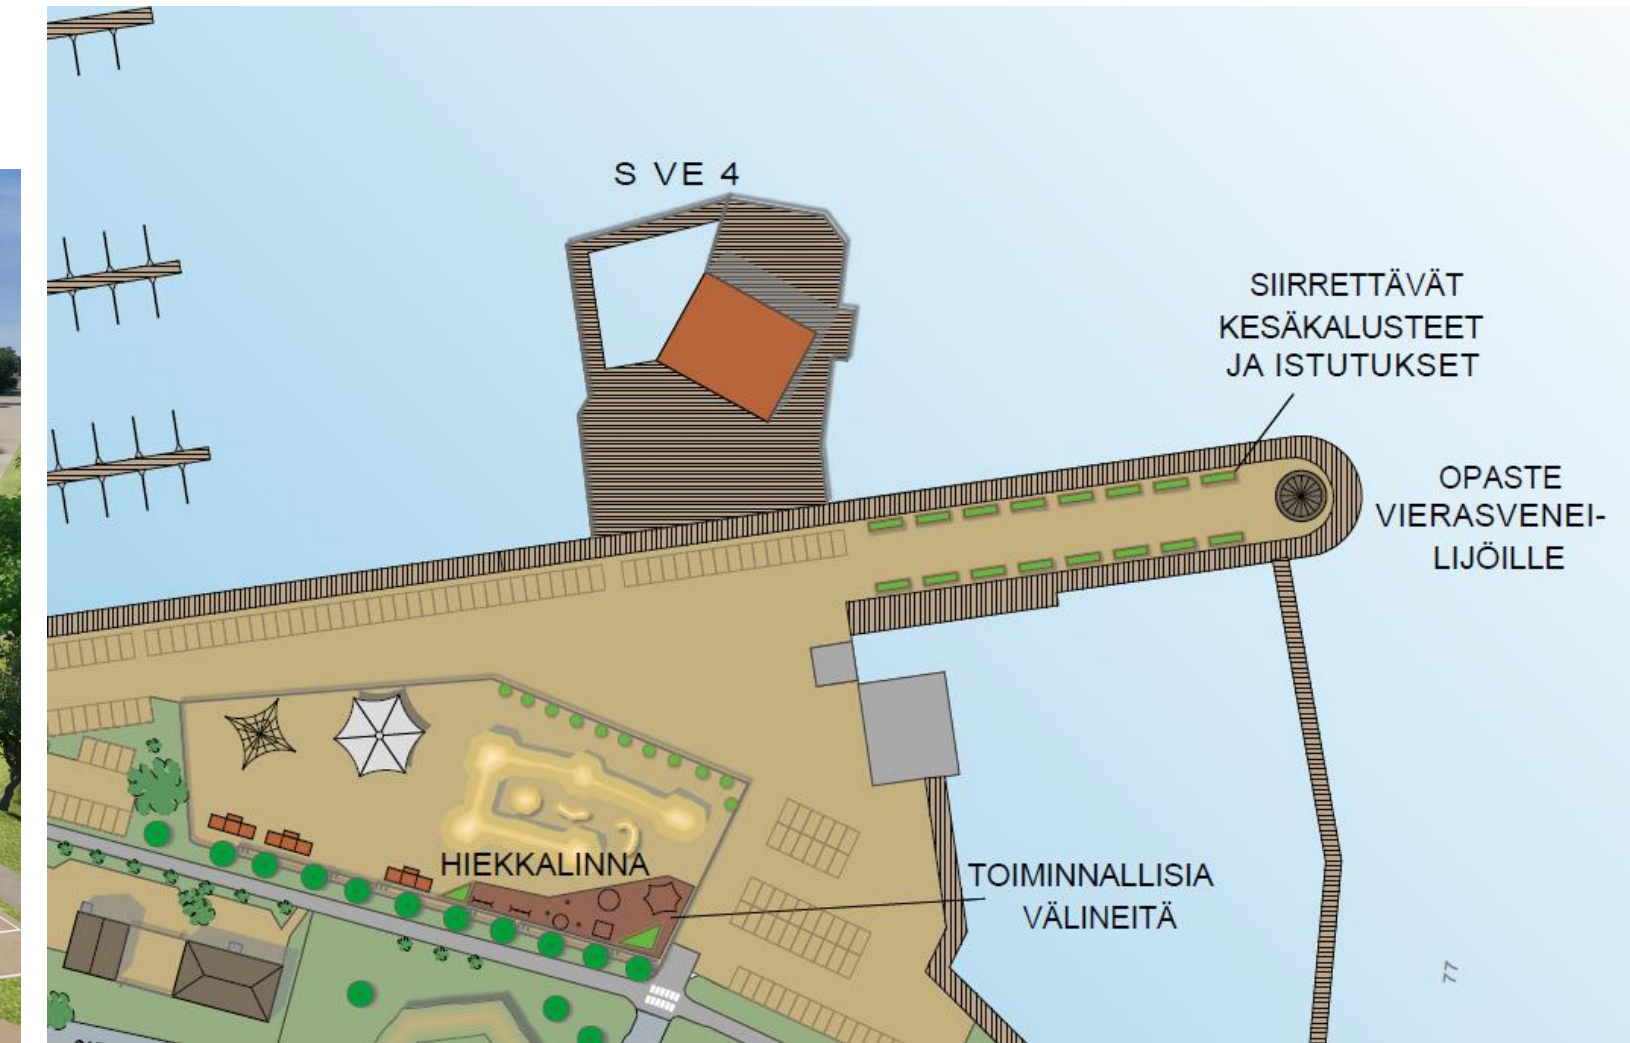 S VE 4
SIIRRETTÄVÄT
KESÄKALUSTEET
JA ISTUTUKSET
OPASTE
VIERASVENEI-
LIJÖILLE
HIEKKALINNA
TOIMINNALLISIA
VÄLINEITÄ
77